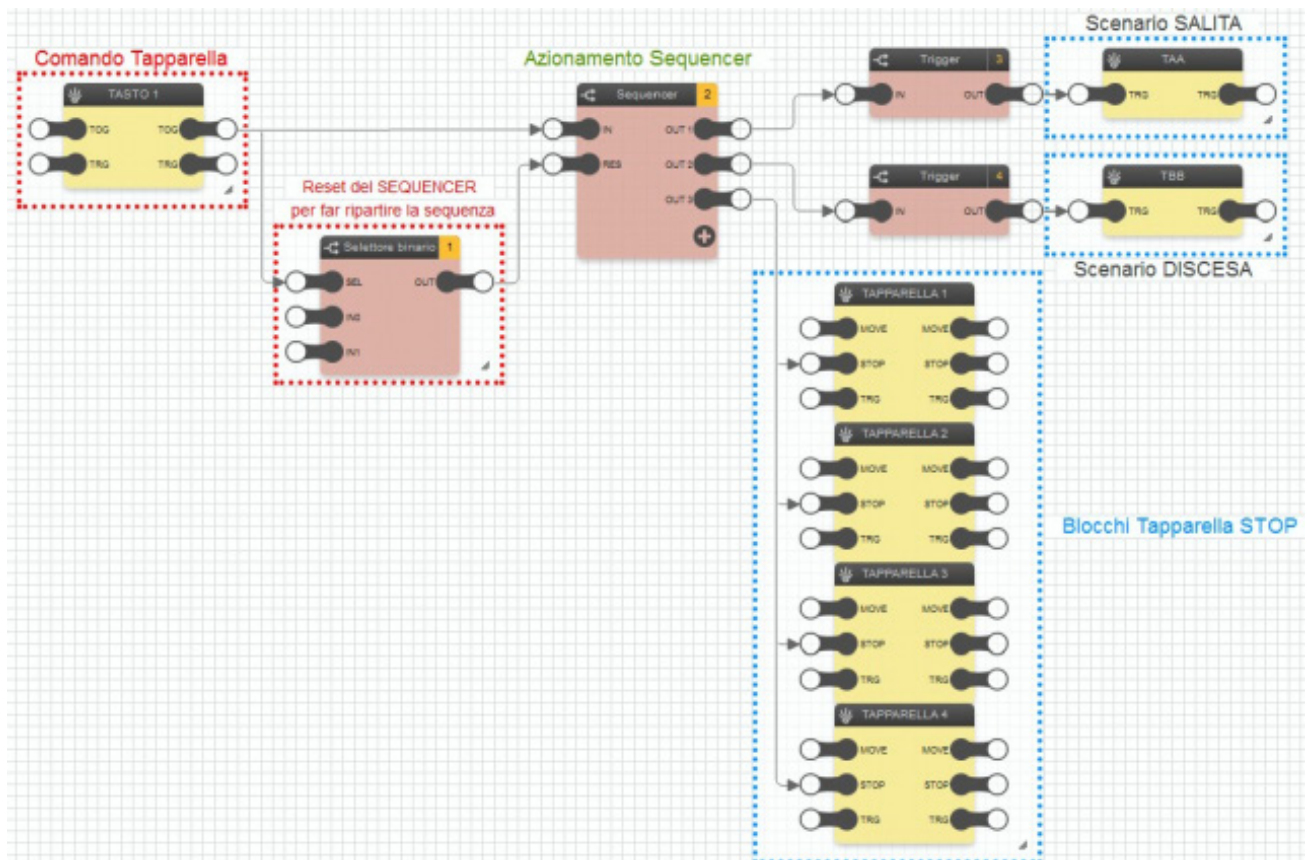 Scenario SALITA
Comando Tapparella
Azionamento Sequencer
TASTO 1
TOG TOG
TRG TRG
Sequencer 2
IN OUT 1
RES OUT 2
OUT 3
Trigger 3
IN OUT
TAA
TRG TRG
Trigger 4
IN OUT
TBB
TRG TRG
Scenario DISCESA
Reset del SEQUENCER
per far ripartire la sequenza
Selettore binario 1
SEL OUT
IN0
IN1
TAPPARELLA 1
MOVE MOVE
STOP STOP
TRG TRG
TAPPARELLA 2
MOVE MOVE
STOP STOP
TRG TRG
Blocchi Tapparella STOP
TAPPARELLA 3
MOVE MOVE
STOP STOP
TRG TRG
TAPPARELLA 4
MOVE MOVE
STOP STOP
TRG TRG